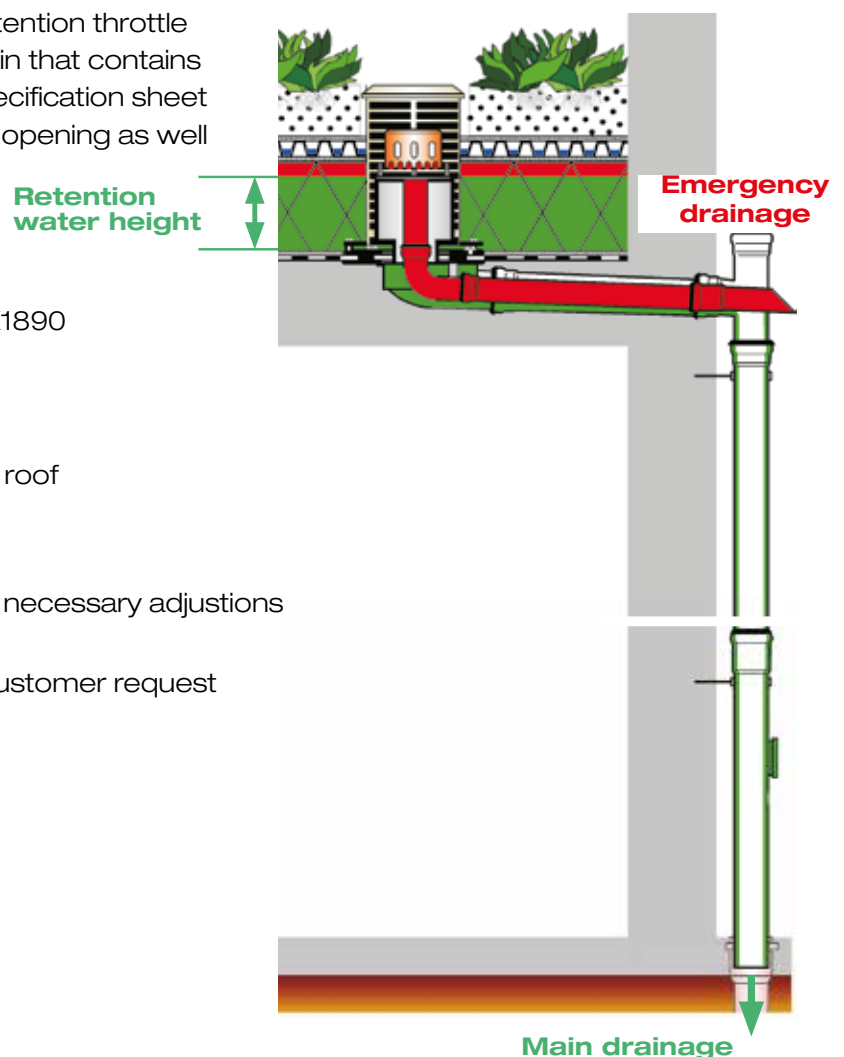 tention throttle
in that contains
ecification sheet
opening as well
Retention
water height
Emergency
drainage
1890
roof
necessary adjustions
ustomer request
Main drainage